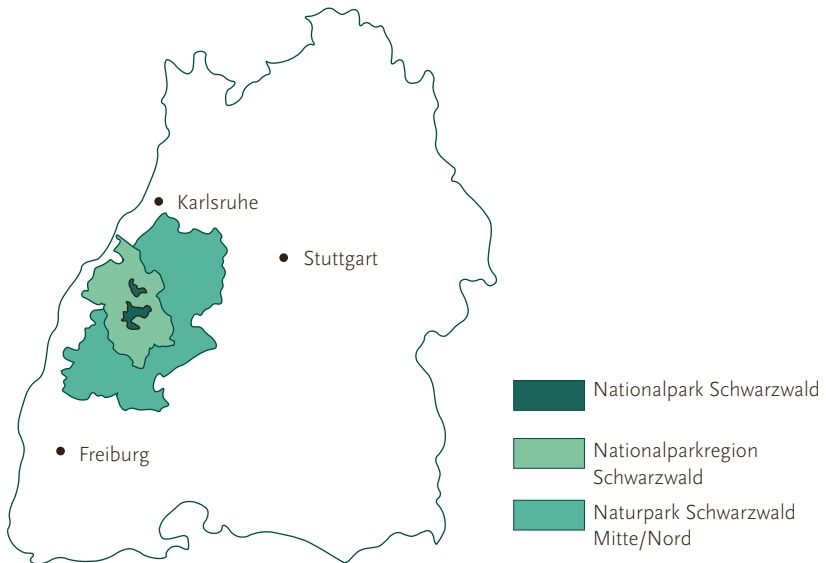 Karlsruhe
Stuttgart
Freiburg
Nationalpark Schwarzwald
Nationalparkregion
Schwarzwald
Naturpark Schwarzwald
Mitte/Nord